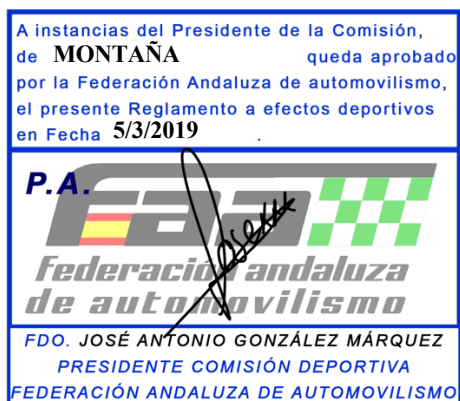 A instancias del Presidente de la Comisión,
de MONTAÑA queda aprobado
por la Federación Andaluza de automovilismo,
el presente Reglamento a efectos deportivos
en Fecha 5/3/2019 .
P.A.
faa
federación andaluza
de automovilismo
FDO. JOSÉ ANTONIO GONZÁLEZ MÁRQUEZ
PRESIDENTE COMISIÓN DEPORTIVA
FEDERACIÓN ANDALUZA DE AUTOMOVILISMO